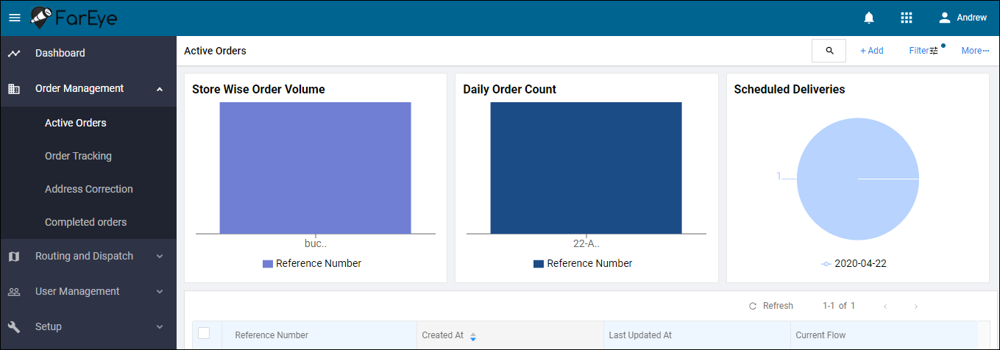 FarEye
Andrew
Dashboard
Order Management
Active Orders
Order Tracking
Address Correction
Completed orders
Routing and Dispatch
User Management
Setup
Active Orders
+ Add
Filter
More...
Store Wise Order Volume
buc..
Reference Number
Daily Order Count
22-A..
Reference Number
Scheduled Deliveries
1
2020-04-22
Refresh
1-1 of 1
Reference Number
Created At
Last Updated At
Current Flow